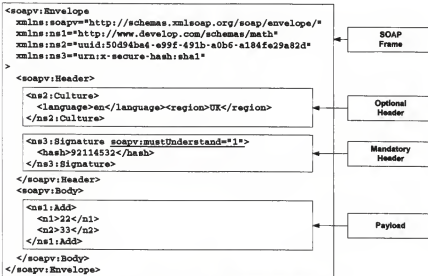 <soapv:Envelope
xmlns:soapv="http://schemas.xmlsoap.org/soap/envelope/"
xmlns:ns1="http://www.develop.com/schemas/math"
xmlns:ns2="uuid:50d94ba4-e99f-491b-a0b6-a184fe29a82d"
xmlns:ns3="urn:x-secure-hash:sha1"
>
SOAP
Frame
<soapv:Header>
<ns2:Culture>
<language>en</language><region>UK</region>
</ns2:Culture>
Optional
Header
<ns3:Signature soapv:mustUnderstand="1">
<hash>92114532</hash>
</ns3:Signature>
Mandatory
Header
</soapv:Header>
<soapv:Body>
<ns1:Add>
<n1>22</n1>
<n2>33</n2>
</ns1:Add>
Payload
</soapv:Body>
</soapv:Envelope>